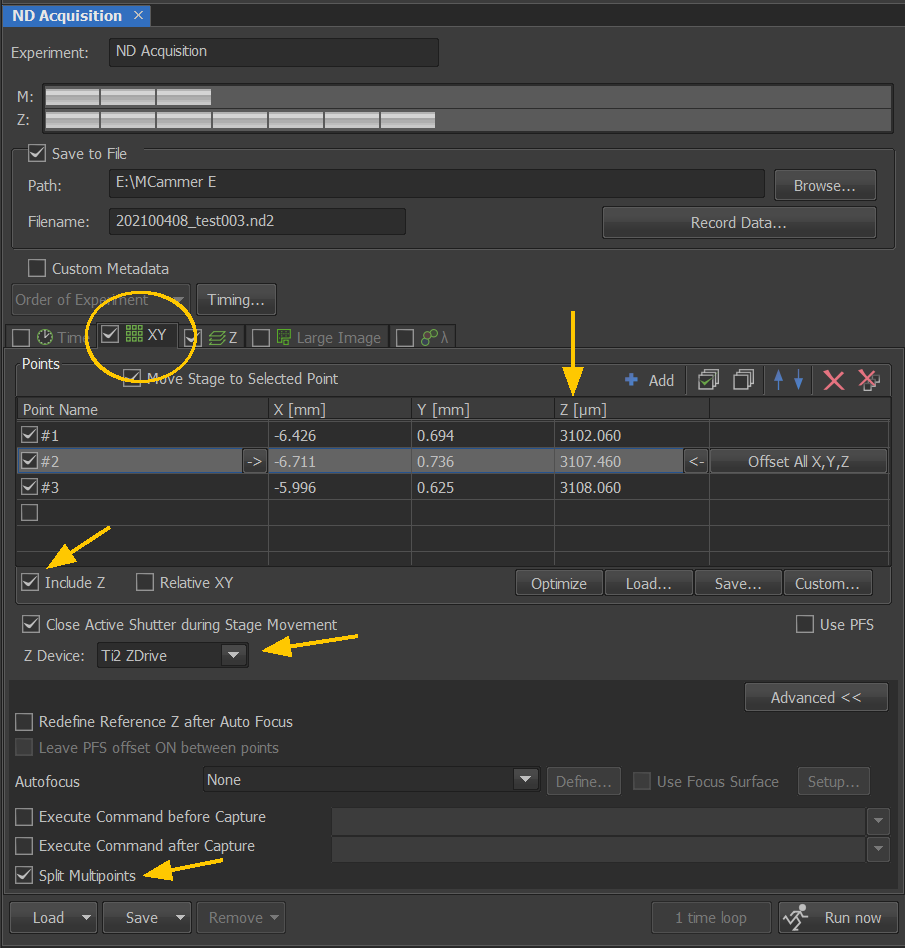 ND Acquisition ×
Experiment: ND Acquisition
M:
Z:
Save to File
Path: E:\MCammer E Browse...
Filename: 202100408_test003.nd2 Record Data...
Custom Metadata
Order of Experiment Timing...
Time XY Z Large Image λ
Points
Move Stage to Selected Point Add
Point Name X [mm] Y [mm] Z [µm]
#1 -6.426 0.694 3102.060
#2 -> -6.711 0.736 3107.460 <- Offset All X,Y,Z
#3 -5.996 0.625 3108.060
Include Z Relative XY Optimize Load... Save... Custom...
Close Active Shutter during Stage Movement Use PFS
Z Device: Ti2 ZDrive
Advanced <<
Redefine Reference Z after Auto Focus
Leave PFS offset ON between points
Autofocus None Define... Use Focus Surface Setup...
Execute Command before Capture
Execute Command after Capture
Split Multipoints
Load Save Remove 1 time loop Run now